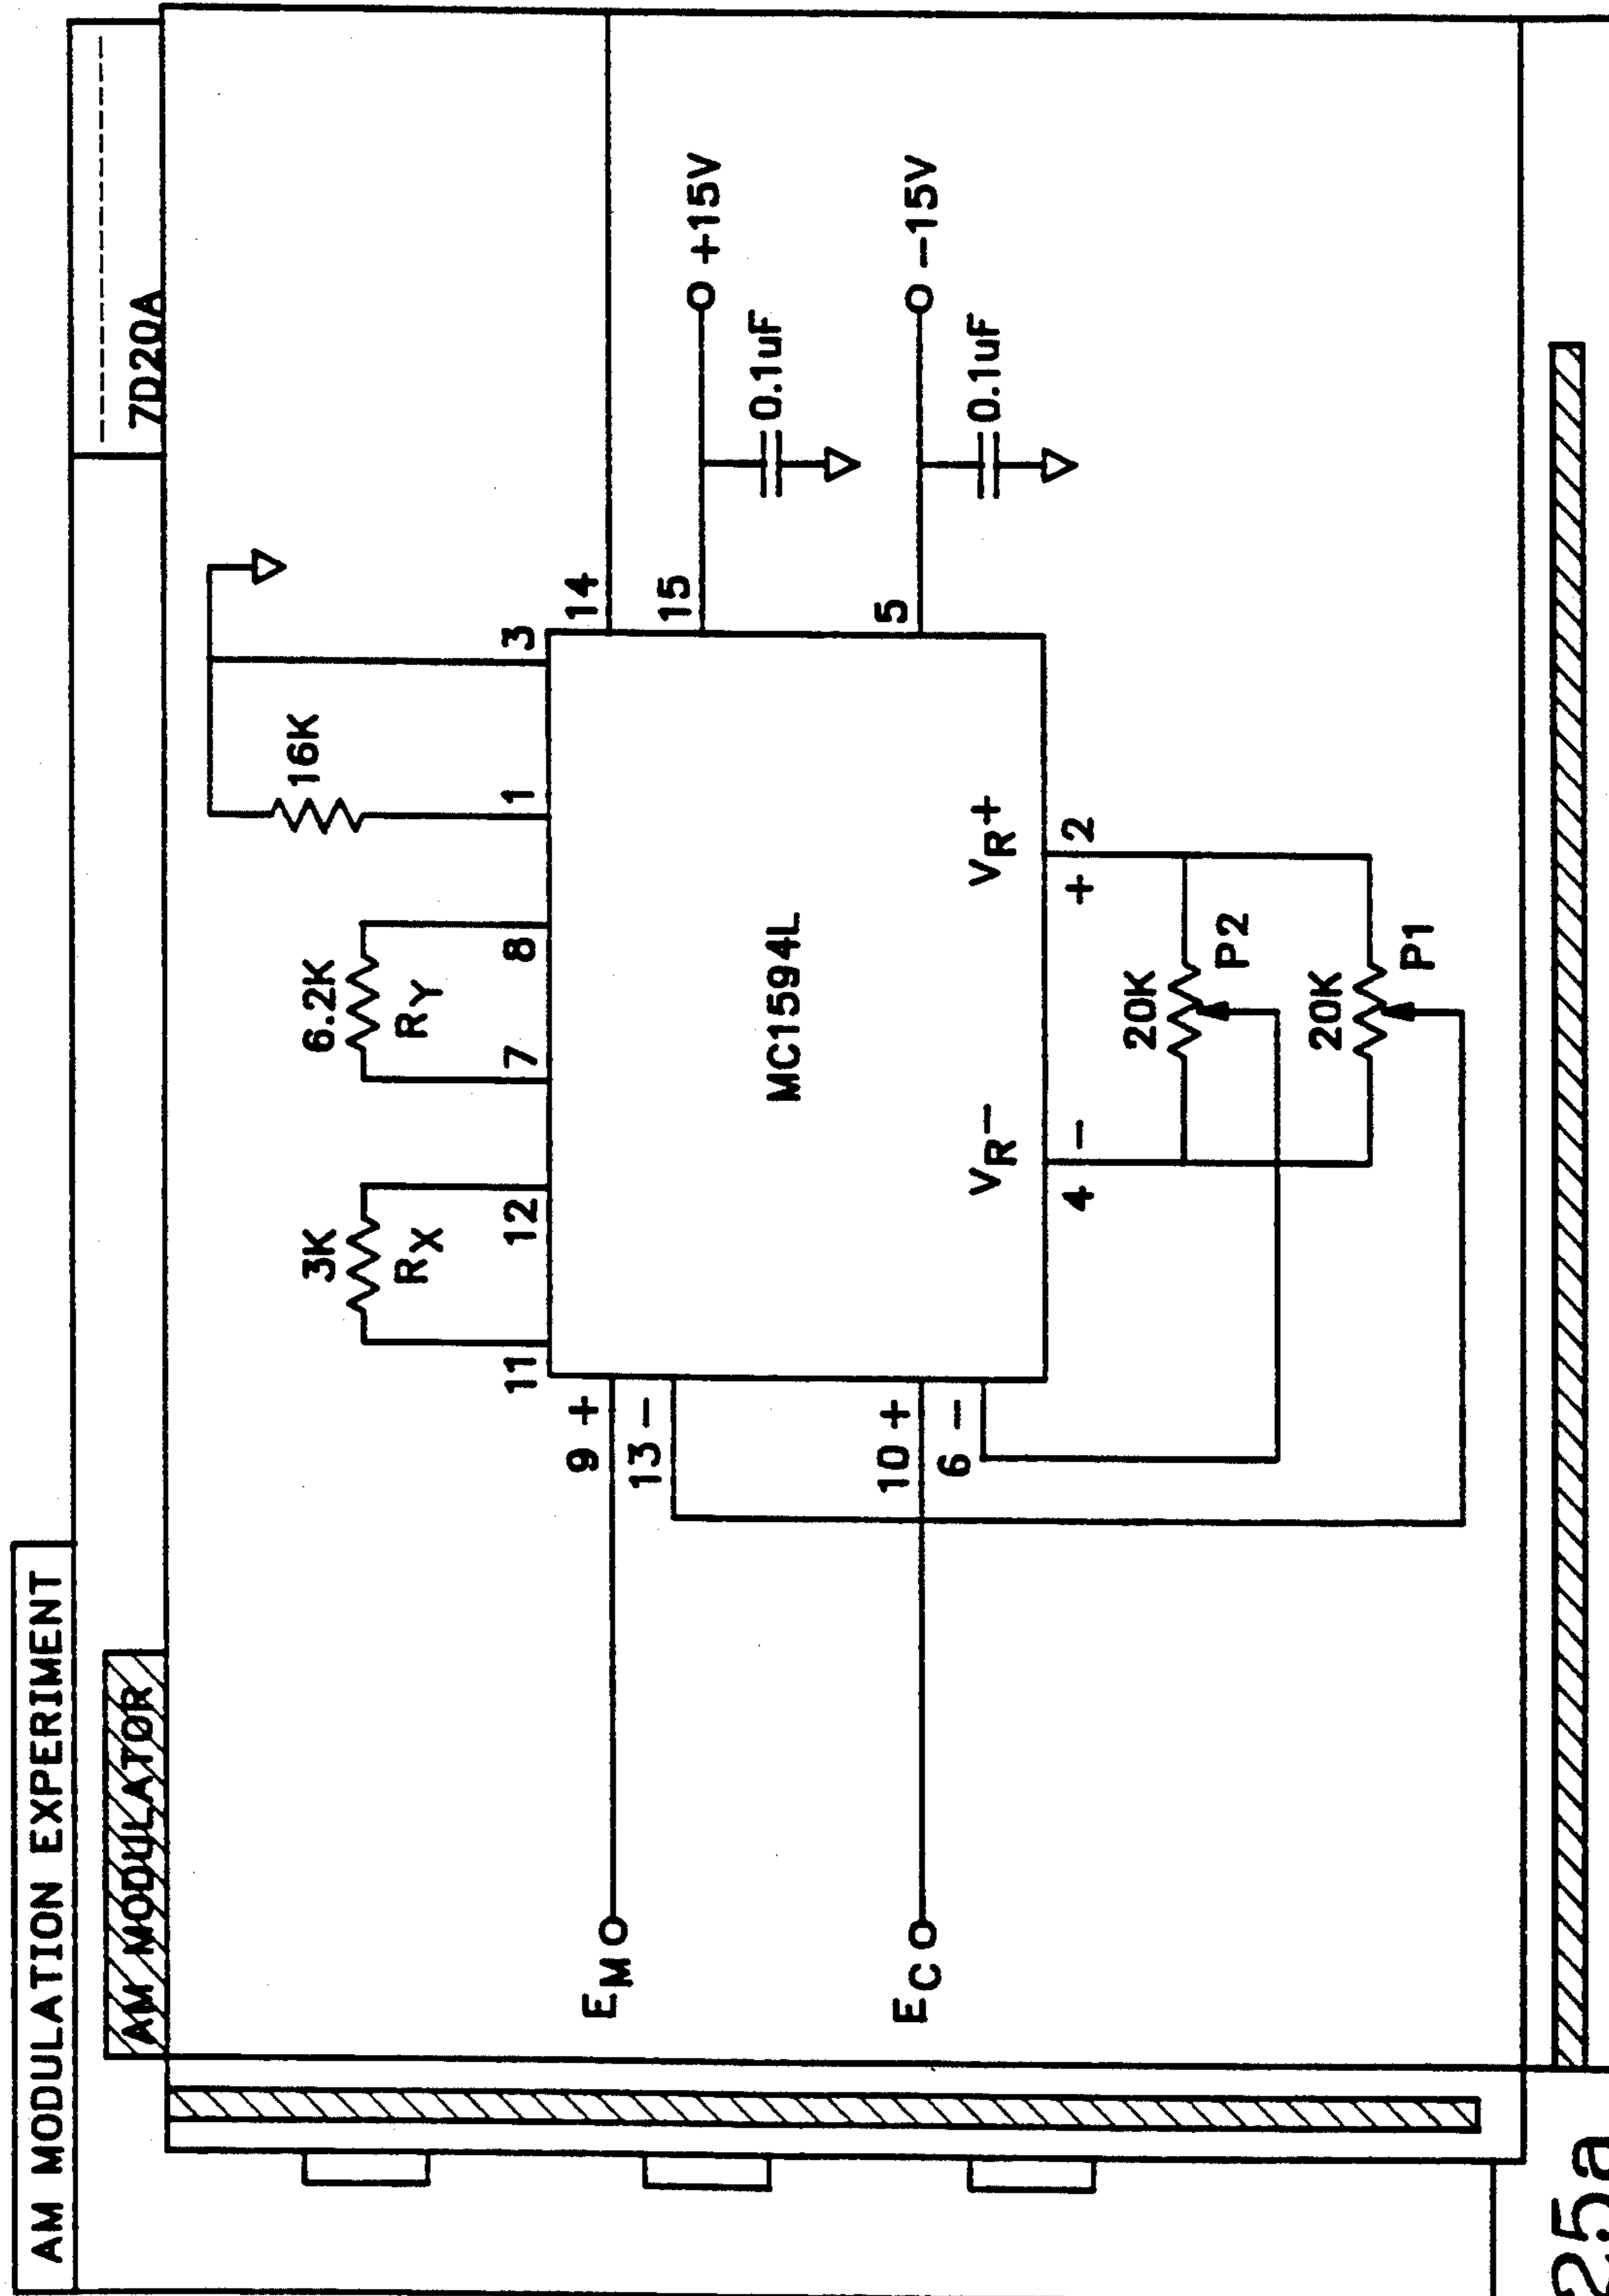 AM MODULATION EXPERIMENT
7D20A
AM MODULATOR
3K
6.2K
16K
RX
RY
11
12
7
8
1
3
EM
9 +
13 -
14
15
+15V
MC1594L
0.1uF
EC
10 +
6 -
5
-15V
VR-
VR+
0.1uF
4
-
+
2
20K
P2
20K
P1
25a